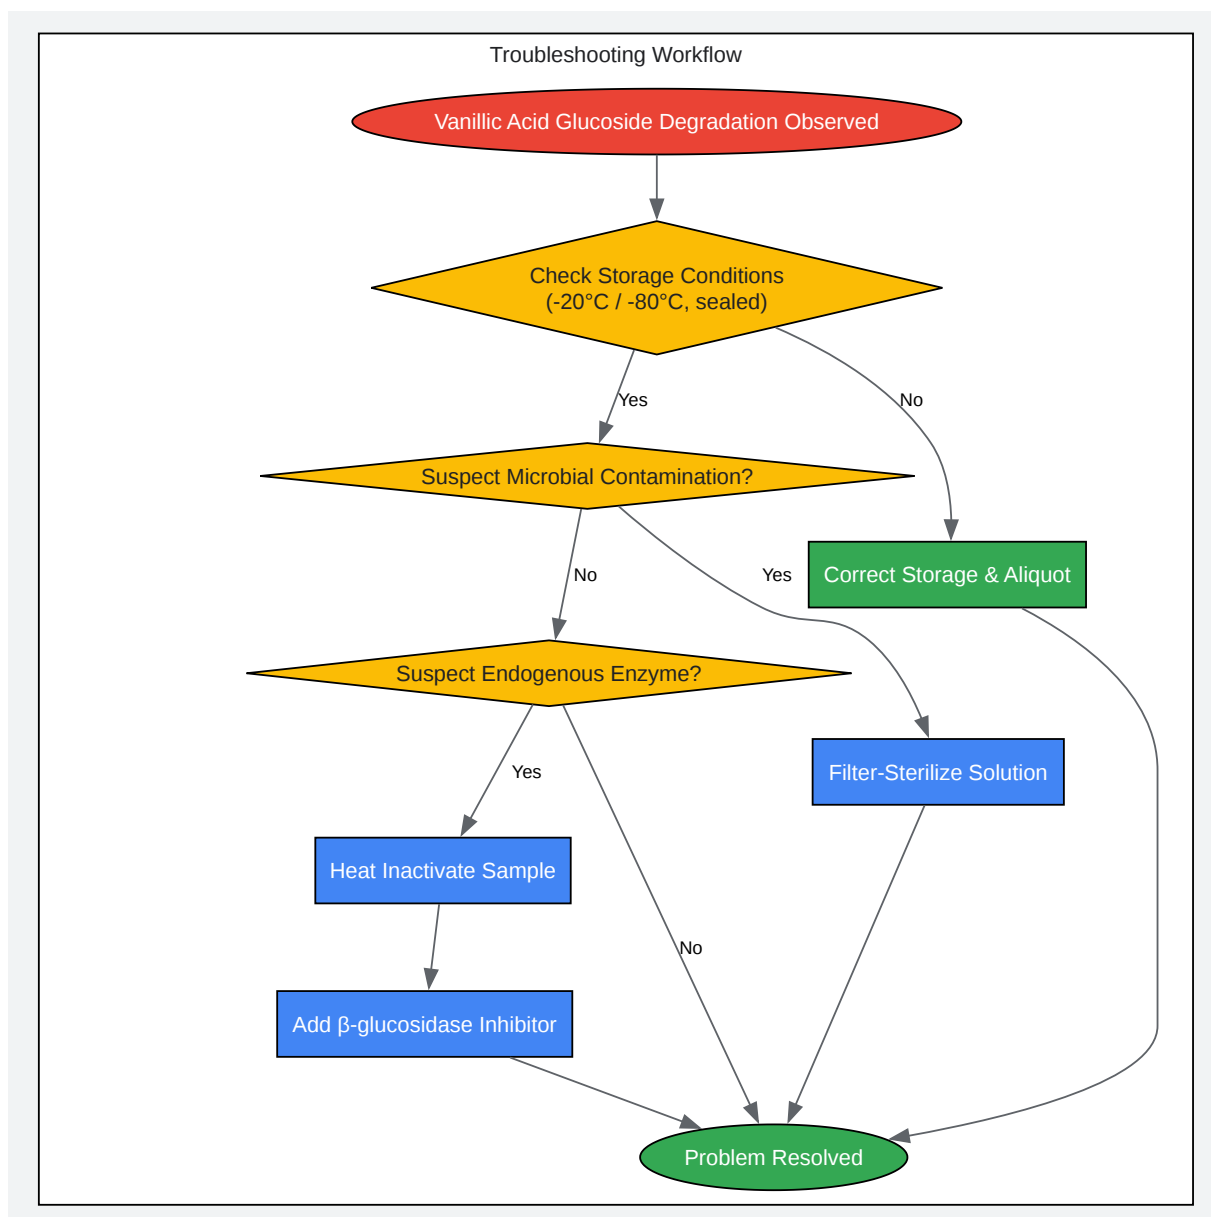 Troubleshooting Workflow
Vanillic Acid Glucoside Degradation Observed
Check Storage Conditions
(-20°C / -80°C, sealed)
Yes
No
Suspect Microbial Contamination?
No
Yes
Correct Storage & Aliquot
Suspect Endogenous Enzyme?
Yes
Filter-Sterilize Solution
Heat Inactivate Sample
No
Add β-glucosidase Inhibitor
Problem Resolved